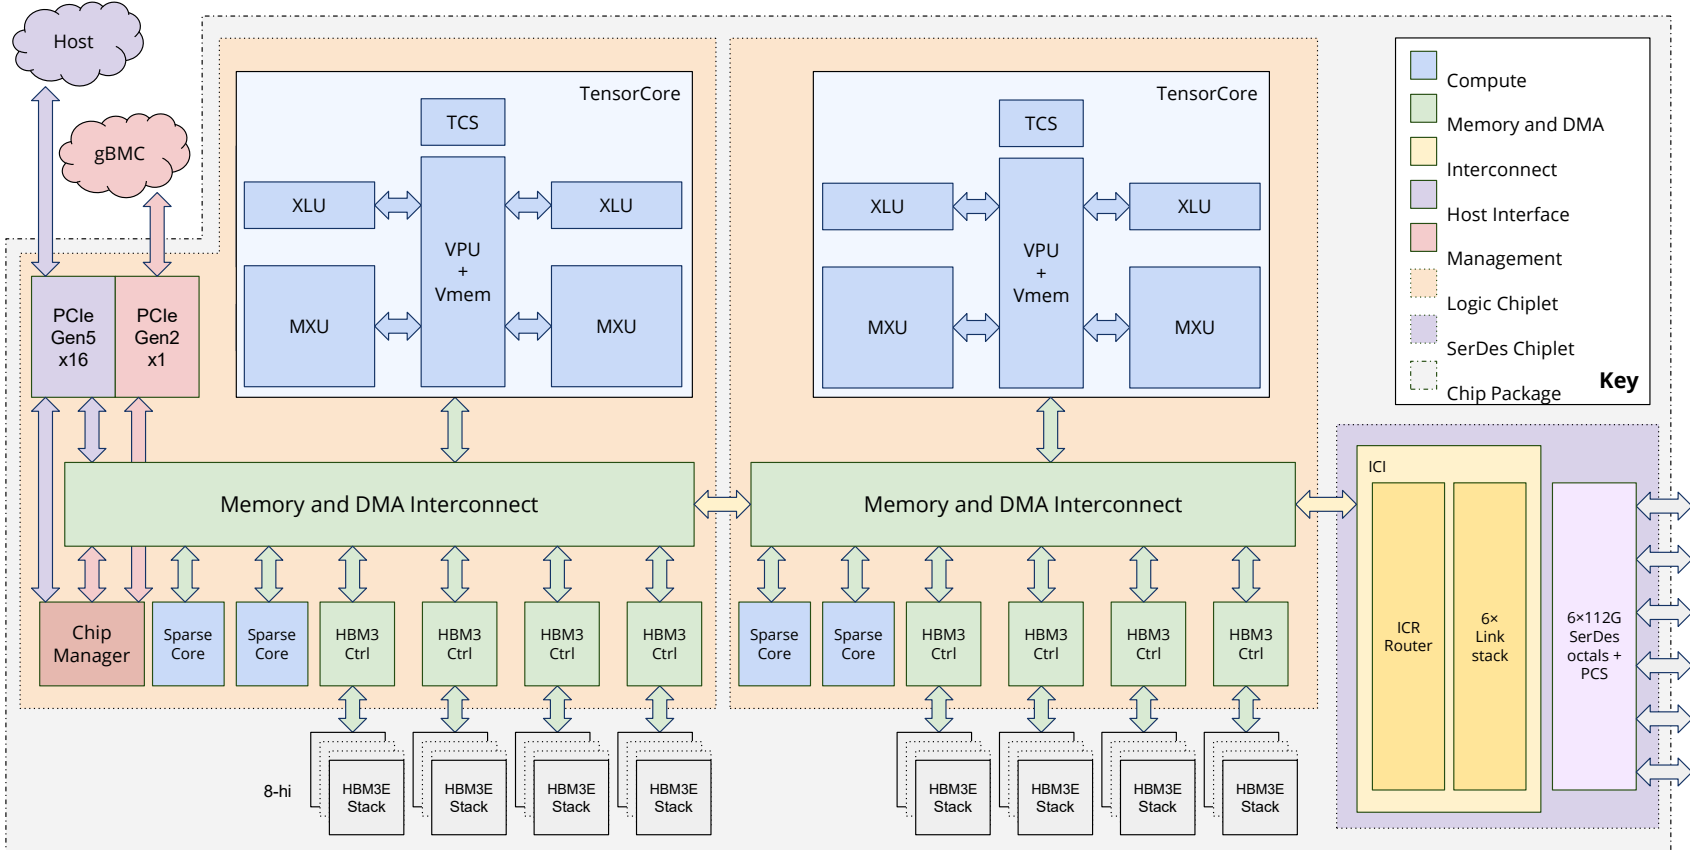 Host
gBMC
TensorCore
TCS
XLU
XLU
VPU
+
Vmem
MXU
MXU
PCIe
Gen5
x16
PCIe
Gen2
x1
Memory and DMA Interconnect
Chip
Manager
Sparse
Core
Sparse
Core
HBM3
Ctrl
HBM3
Ctrl
HBM3
Ctrl
HBM3
Ctrl
8-hi
HBM3E
Stack
HBM3E
Stack
HBM3E
Stack
HBM3E
Stack
TensorCore
TCS
XLU
XLU
VPU
+
Vmem
MXU
MXU
Memory and DMA Interconnect
Sparse
Core
Sparse
Core
HBM3
Ctrl
HBM3
Ctrl
HBM3
Ctrl
HBM3
Ctrl
HBM3E
Stack
HBM3E
Stack
HBM3E
Stack
HBM3E
Stack
Compute
Memory and DMA
Interconnect
Host Interface
Management
Logic Chiplet
SerDes Chiplet
Chip Package
Key
ICI
ICR
Router
6×
Link
stack
6×112G
SerDes
octals +
PCS